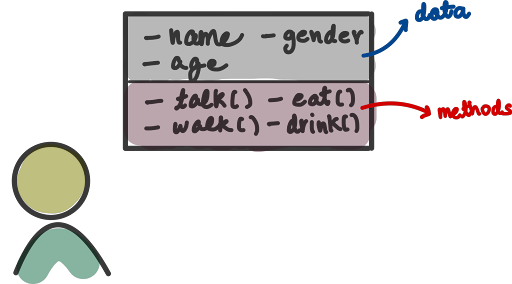 data
- name - gender
- age
- talk() - eat()
- walk() - drink()
methods